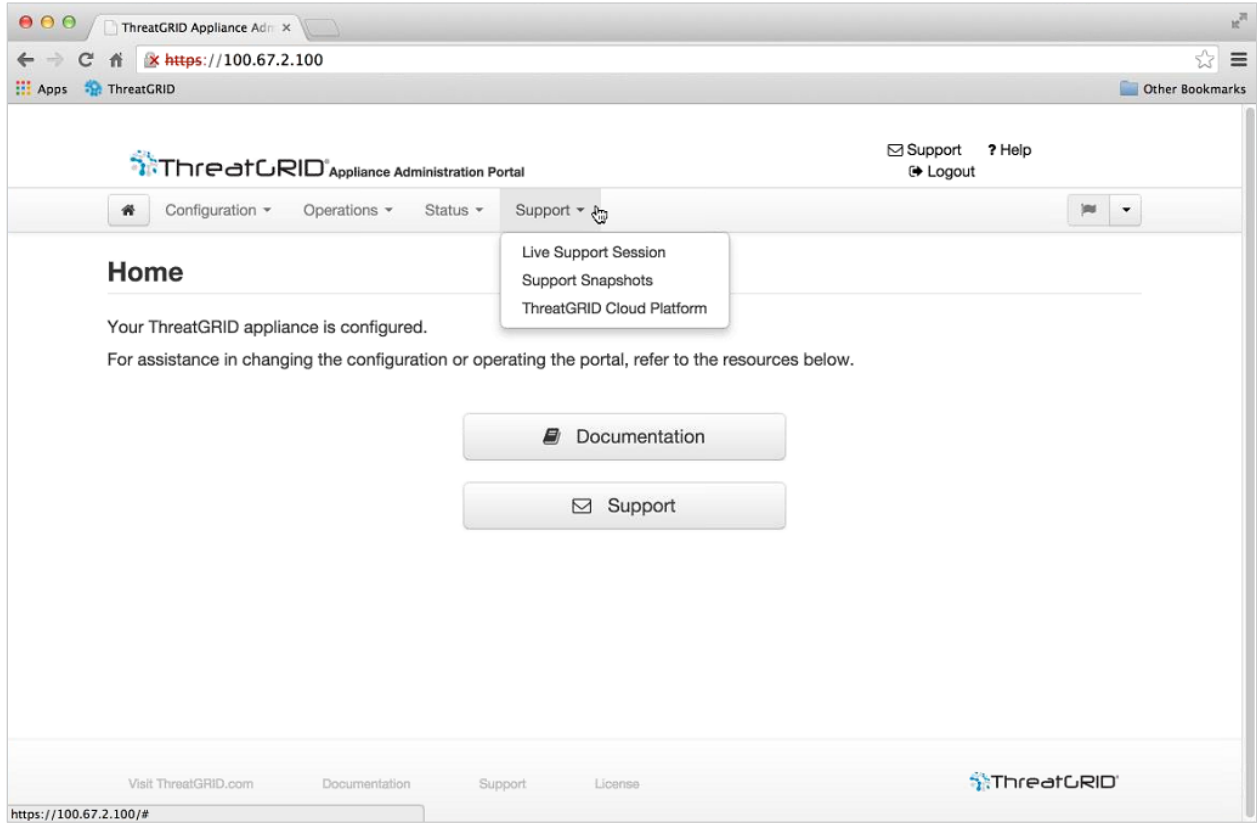 ThreatGRID Appliance Adm
https://100.67.2.100
Apps ThreatGRID Other Bookmarks
ThreatGRID® Appliance Administration Portal
Support ? Help
Logout
Configuration Operations Status Support
Live Support Session
Support Snapshots
ThreatGRID Cloud Platform
Home
Your ThreatGRID appliance is configured.
For assistance in changing the configuration or operating the portal, refer to the resources below.
Documentation
Support
Visit ThreatGRID.com Documentation Support License
ThreatGRID®
https://100.67.2.100/#